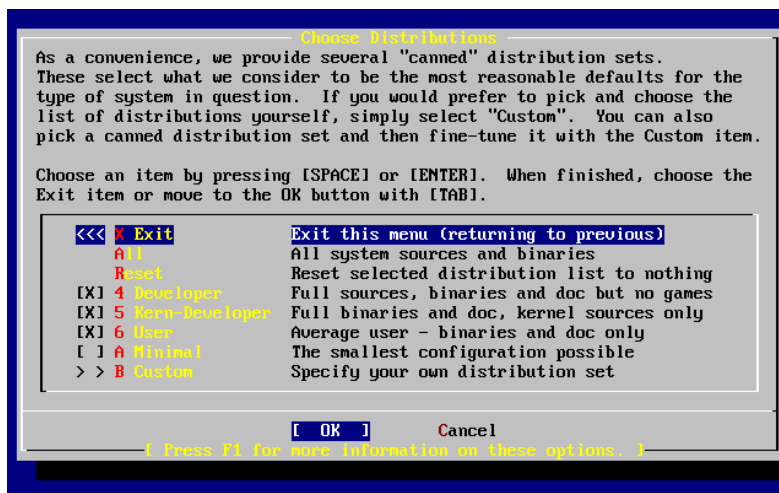 Choose Distributions
As a convenience, we provide several "canned" distribution sets.
These select what we consider to be the most reasonable defaults for the
type of system in question.  If you would prefer to pick and choose the
list of distributions yourself, simply select "Custom".  You can also
pick a canned distribution set and then fine-tune it with the Custom item.
Choose an item by pressing [SPACE] or [ENTER].  When finished, choose the
Exit item or move to the OK button with [TAB].
<<< X Exit Exit this menu (returning to previous)
All All system sources and binaries
Reset Reset selected distribution list to nothing
[X] 4 Developer Full sources, binaries and doc but no games
[X] 5 Kern-Developer Full binaries and doc, kernel sources only
[X] 6 User Average user - binaries and doc only
[ ] A Minimal The smallest configuration possible
> > B Custom Specify your own distribution set
[ OK ] Cancel
[ Press F1 for more information on these options. ]